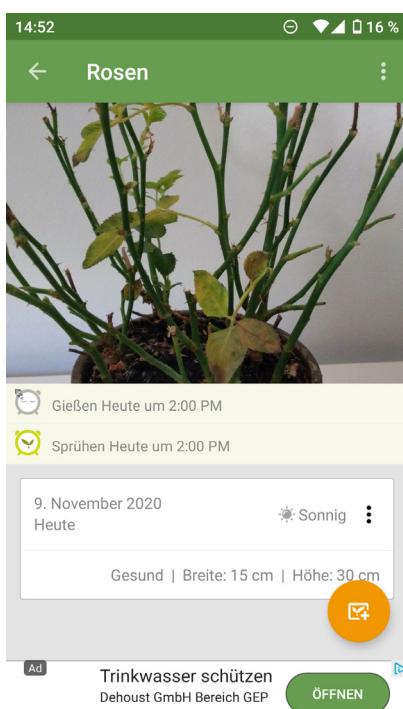 14:52
16 %
Rosen
Gießen Heute um 2:00 PM
Sprühen Heute um 2:00 PM
9. November 2020
Heute
Sonnig
Gesund | Breite: 15 cm | Höhe: 30 cm
Ad
Trinkwasser schützen
Dehoust GmbH Bereich GEP
ÖFFNEN